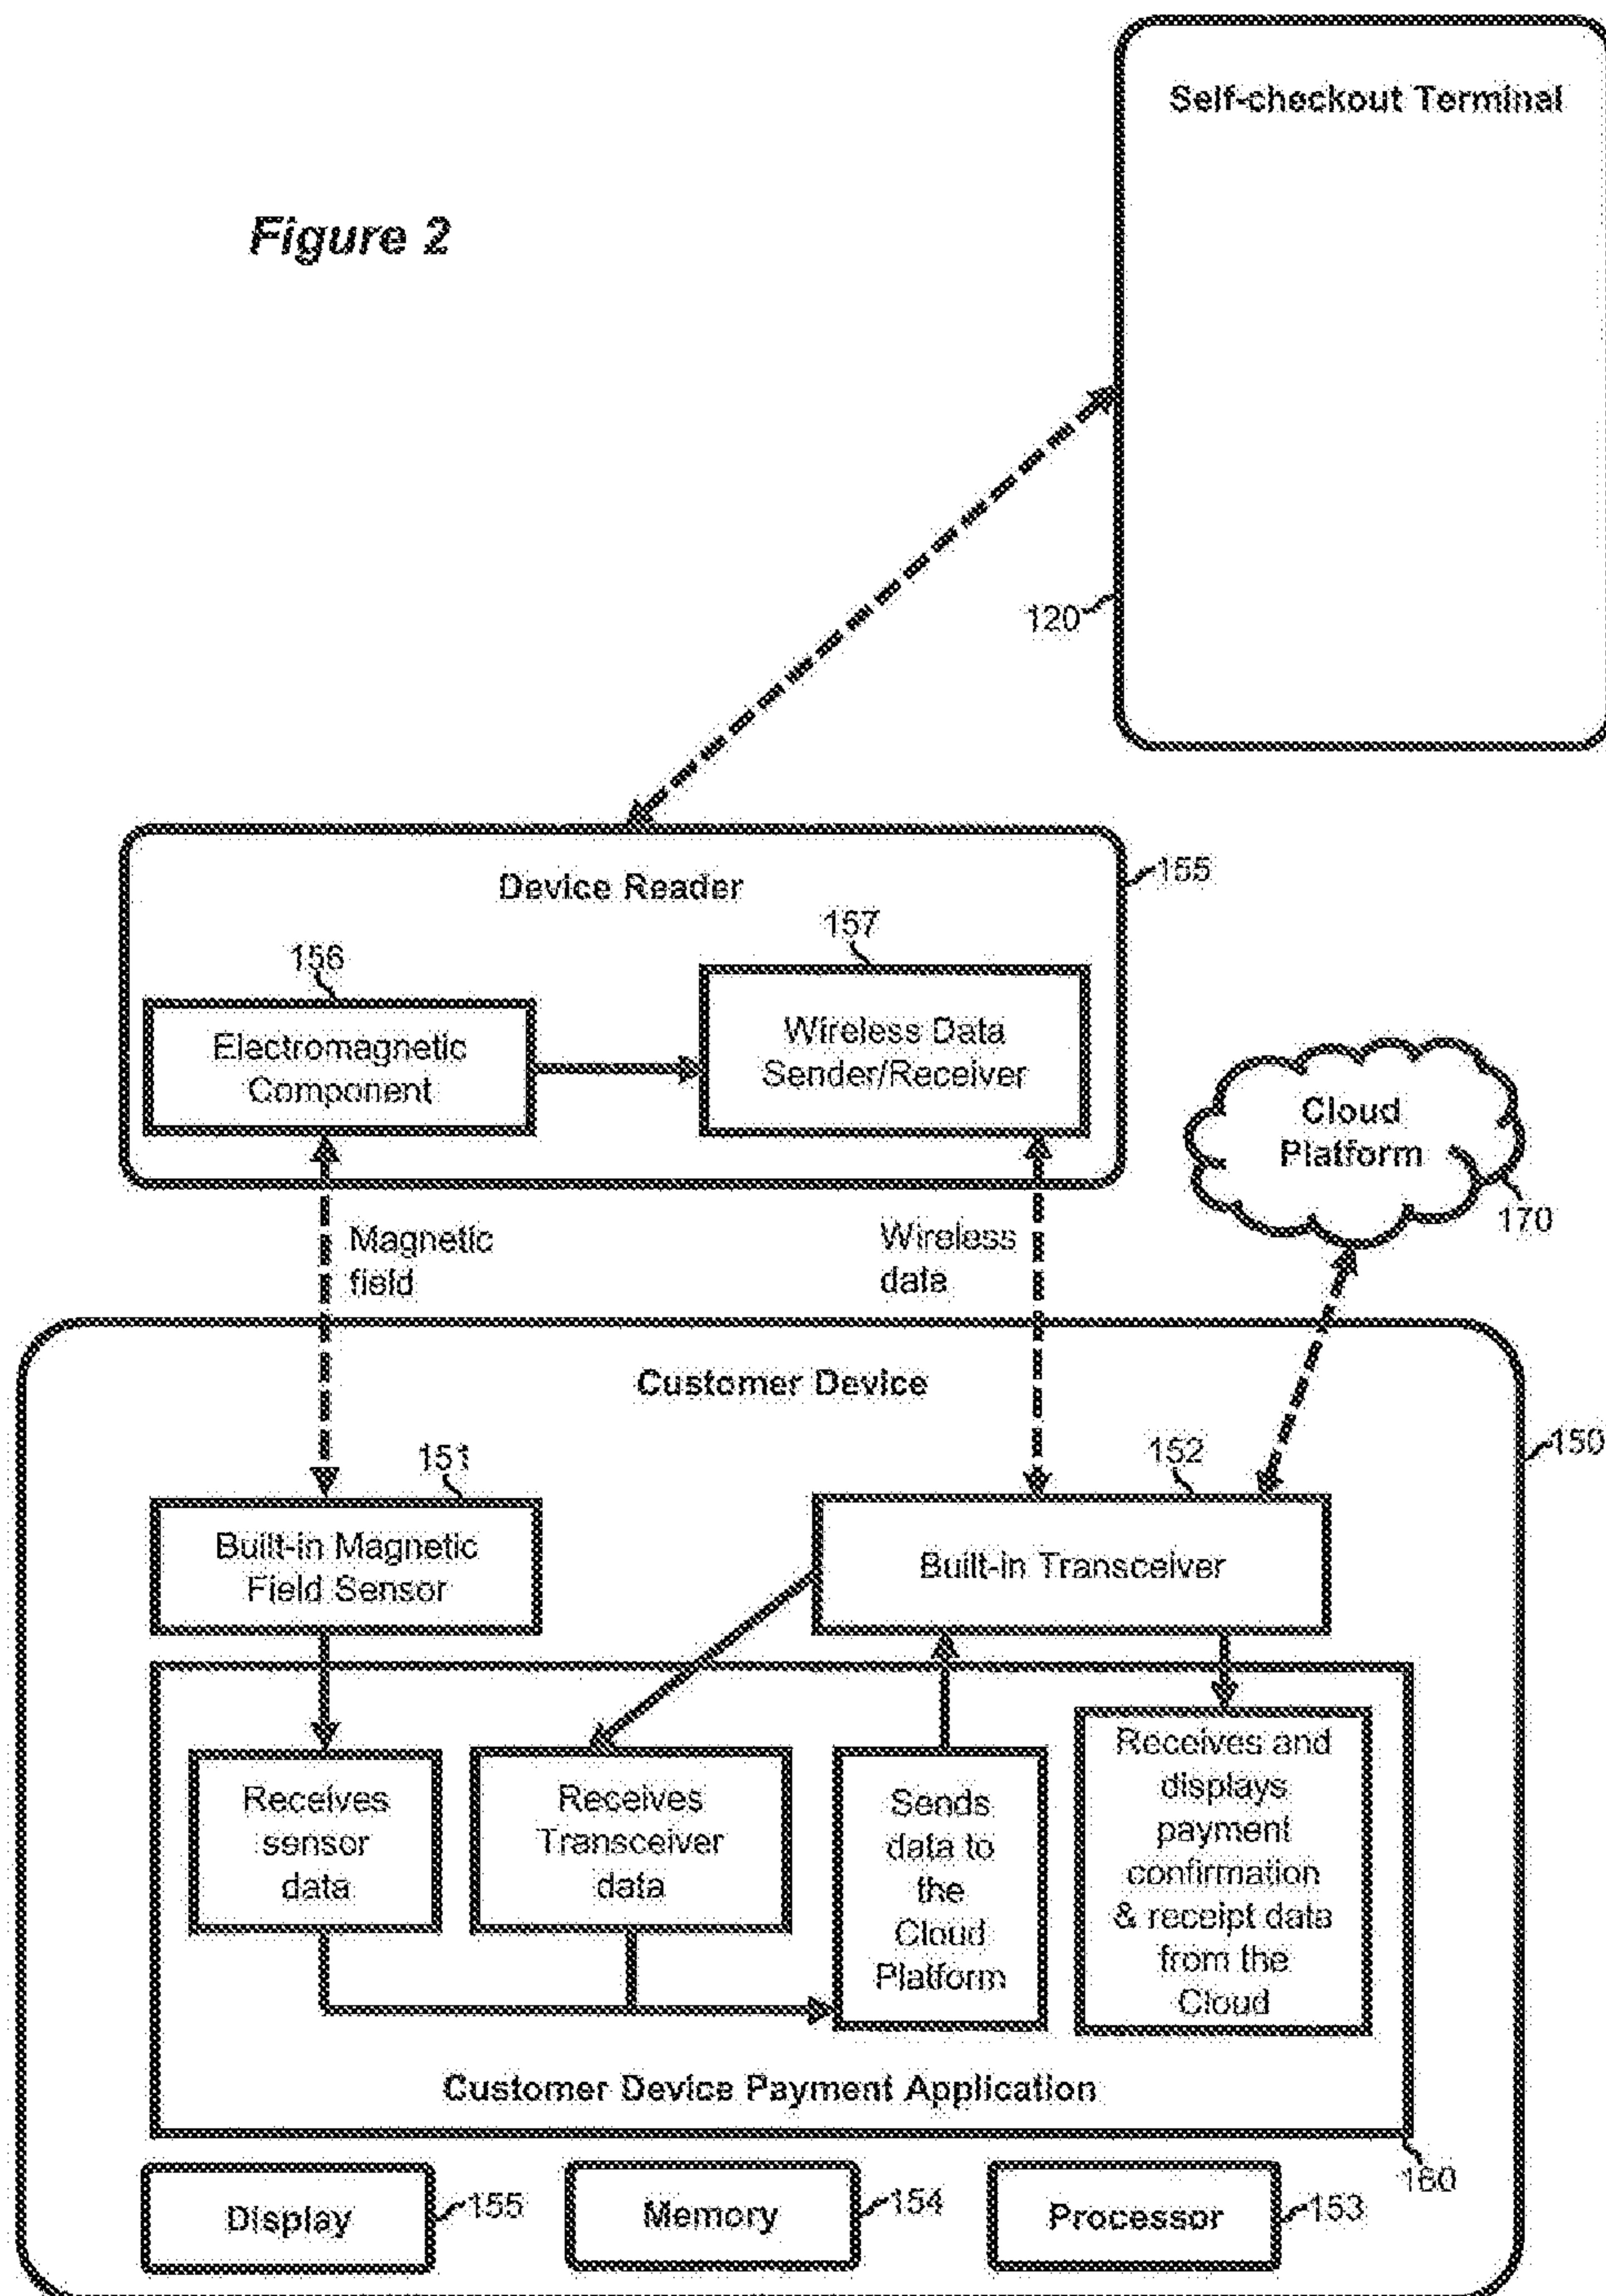 Self-checkout Terminal
Figure 2
120
Device Reader
155
156
157
Electromagnetic
Component
Wireless Data
Sender/Receiver
Cloud
Platform
170
Magnetic
field
Wireless
data
Customer Device
150
151
152
Built-in Magnetic
Field Sensor
Built-in Transceiver
Receives
sensor
data
Receives
Transceiver
data
Sends
data to
the
Cloud
Platform
Receives and
displays
payment
confirmation
& receipt data
from the
Cloud
Customer Device Payment Application
160
Display
155
Memory
154
Processor
153